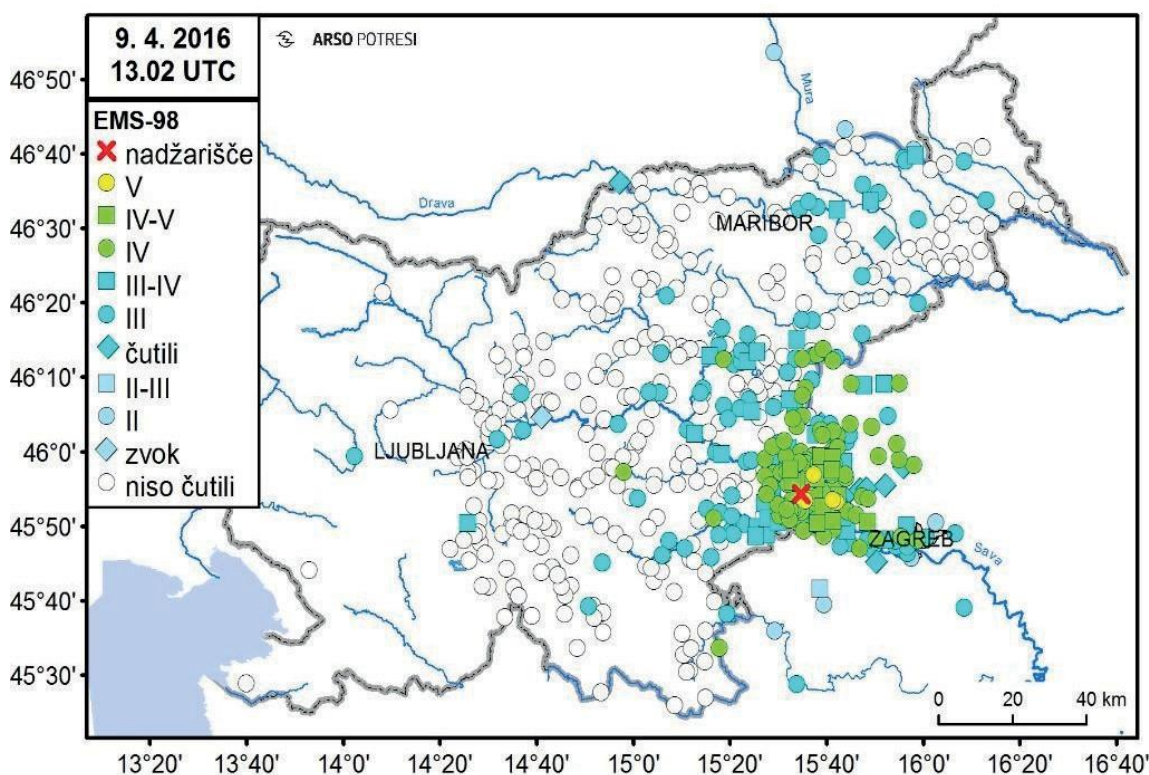 9. 4. 2016
13.02 UTC
ARSO POTRESI
EMS-98
nadžarišče
V
IV-V
IV
III-IV
III
čutili
II-III
II
zvok
niso čutili
46°50'
46°40'
46°30'
46°20'
46°10'
46°0'
45°50'
45°40'
45°30'
Mura
Drava
MARIBOR
LJUBLJANA
ZAGREB
Sava
0 20 40 km
13°20' 13°40' 14°0' 14°20' 14°40' 15°0' 15°20' 15°40' 16°0' 16°20' 16°40'